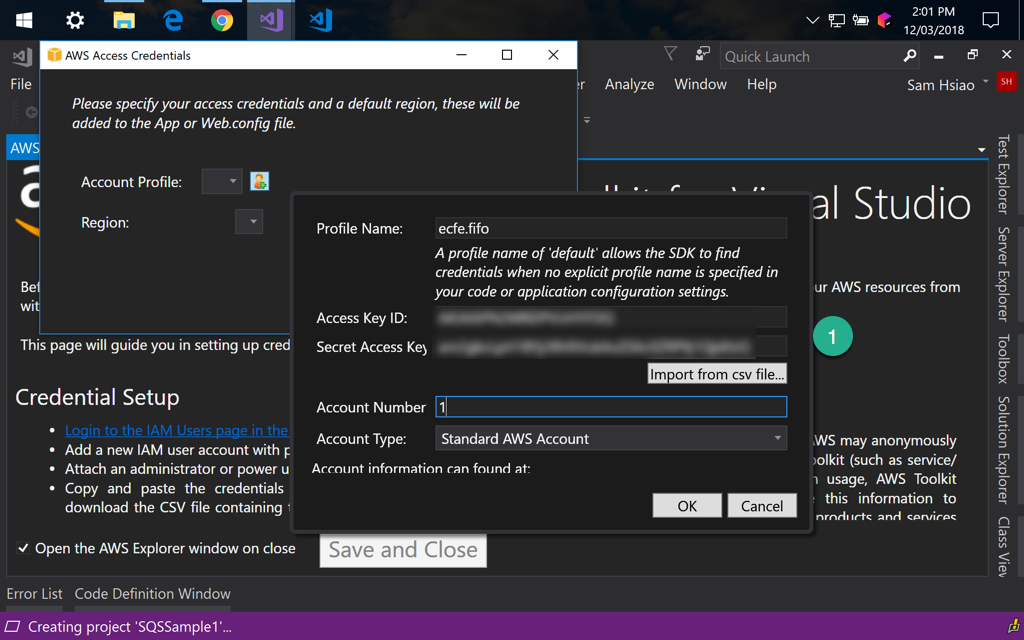 2:01 PM
12/03/2018
AWS Access Credentials
Quick Launch
File
Analyze
Window
Help
Sam Hsiao
SH
Please specify your access credentials and a default region, these will be
added to the App or Web.config file.
AWS
Account Profile:
Region:
al Studio
Profile Name:
ecfe.fifo
A profile name of 'default' allows the SDK to find
credentials when no explicit profile name is specified in
your code or application configuration settings.
Access Key ID:
Secret Access Key
Import from csv file...
1
Account Number
1
Account Type:
Standard AWS Account
Account information can found at:
OK
Cancel
Bef
ur AWS resources from
wit
This page will guide you in setting up cred
Credential Setup
Login to the IAM Users page in the
Add a new IAM user account with p
Attach an administrator or power u
Copy and paste the credentials
download the CSV file containing
AWS may anonymously
oolkit (such as service/
n usage, AWS Toolkit
this information to
products and services
Open the AWS Explorer window on close
Save and Close
Test Explorer
Server Explorer
Toolbox
Solution Explorer
Class View
Error List
Code Definition Window
Creating project 'SQSSample1'...